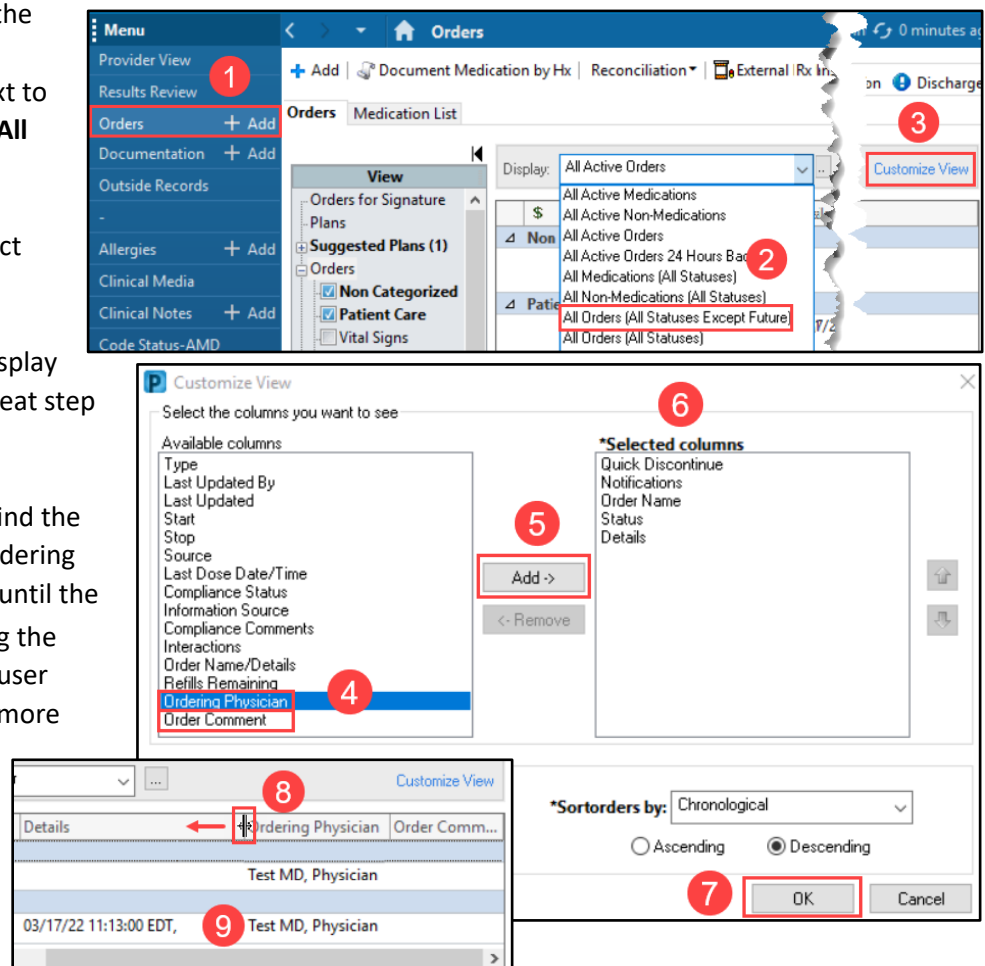 the
xt to
All
ct
splay
eat step
ind the
dering
until the
g the
user
more
Menu
Provider View
Results Review
Orders + Add
Documentation + Add
Outside Records
-
Allergies + Add
Clinical Media
Clinical Notes + Add
Code Status-AMD
1
Orders
0 minutes ag
+ Add Document Medication by Hx Reconciliation External Rx
on Discharge
Orders Medication List
3
View
Orders for Signature
Plans
Suggested Plans (1)
Orders
Non Categorized
Patient Care
Vital Signs
Display: All Active Orders ... Customize View
$
Non
Patie
All Active Medications
All Active Non-Medications
All Active Orders
All Active Orders 24 Hours Bac
2
All Medications (All Statuses)
All Non-Medications (All Statuses)
All Orders (All Statuses Except Future)
All Orders (All Statuses)
P Customize View
Select the columns you want to see
6
Available columns
Type
Last Updated By
Last Updated
Start
Stop
Source
Last Dose Date/Time
Compliance Status
Information Source
Compliance Comments
Interactions
Order Name/Details
Refills Remaining
Ordering Physician
Order Comment
4
5
Add ->
<- Remove
*Selected columns
Quick Discontinue
Notifications
Order Name
Status
Details
*Sortorders by: Chronological
Ascending Descending
7
OK Cancel
... Customize View
8
Details Ordering Physician Order Comm...
Test MD, Physician
03/17/22 11:13:00 EDT, 9 Test MD, Physician